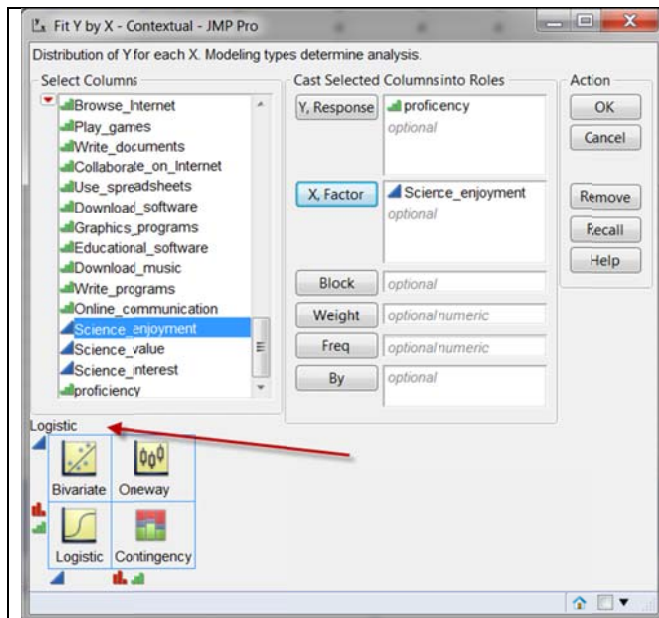 Fit Y by X - Contextual - JMP Pro
Distribution of Y for each X. Modeling types determine analysis.
Select Columns
Browse_Internet
Play_games
Write_documents
Collaborate_on_Internet
Use_spreadsheets
Download_software
Graphics_programs
Educational_software
Download_music
Write_programs
Online_communication
Science_enjoyment
Science_value
Science_interest
proficiency
Cast Selected Columns into Roles
Y, Response
proficency
optional
X, Factor
Science_enjoyment
optional
Block
optional
Weight
optional numeric
Freq
optional numeric
By
optional
Action
OK
Cancel
Remove
Recall
Help
Logistic
Bivariate
Oneway
Logistic
Contingency